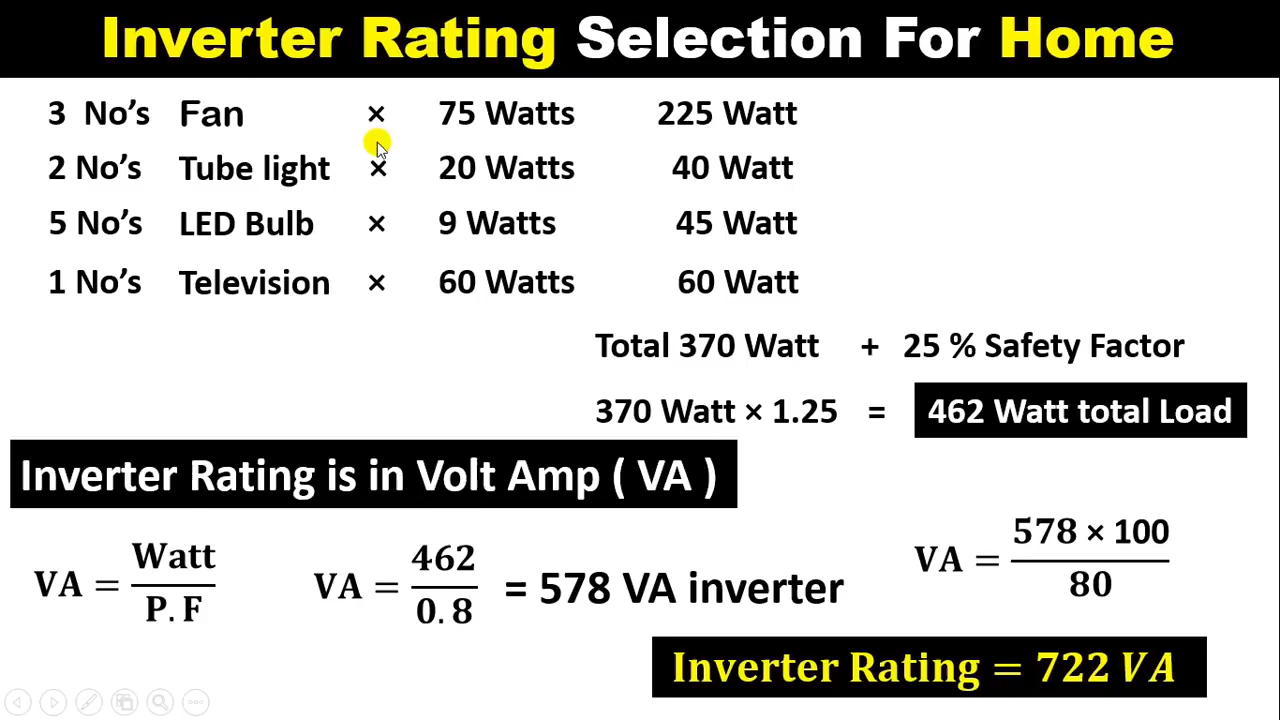 Inverter Rating Selection For Home
3 No's Fan × 75 Watts 225 Watt
2 No's Tube light × 20 Watts 40 Watt
5 No's LED Bulb × 9 Watts 45 Watt
1 No's Television × 60 Watts 60 Watt
Total 370 Watt + 25 % Safety Factor
370 Watt × 1.25 = 462 Watt total Load
Inverter Rating is in Volt Amp ( VA )
VA = Watt / P. F
VA = 462 / 0. 8 = 578 VA inverter
VA = 578 × 100 / 80
Inverter Rating = 722 VA